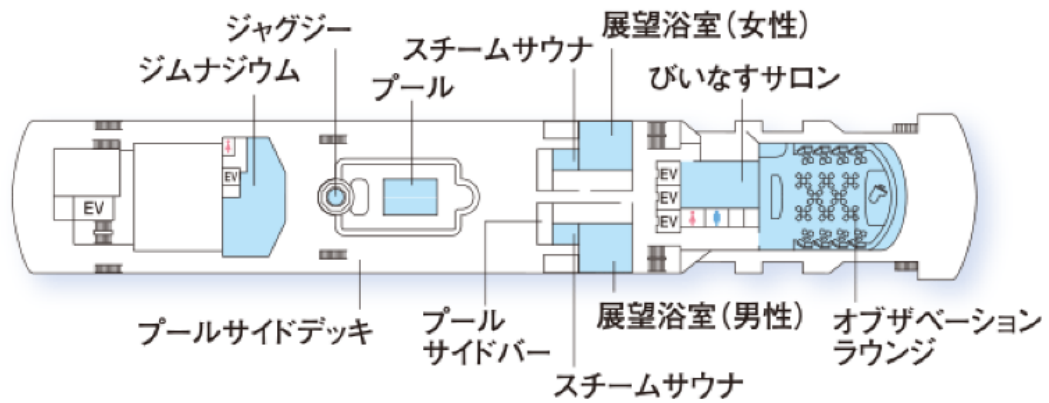 ジャグジー
ジムナジウム
プール
スチームサウナ
展望浴室(女性)
びいなすサロン
EV
EV
EV
EV
EV
プールサイドデッキ
プール
サイドバー
スチームサウナ
展望浴室(男性)
オブザベーション
ラウンジ